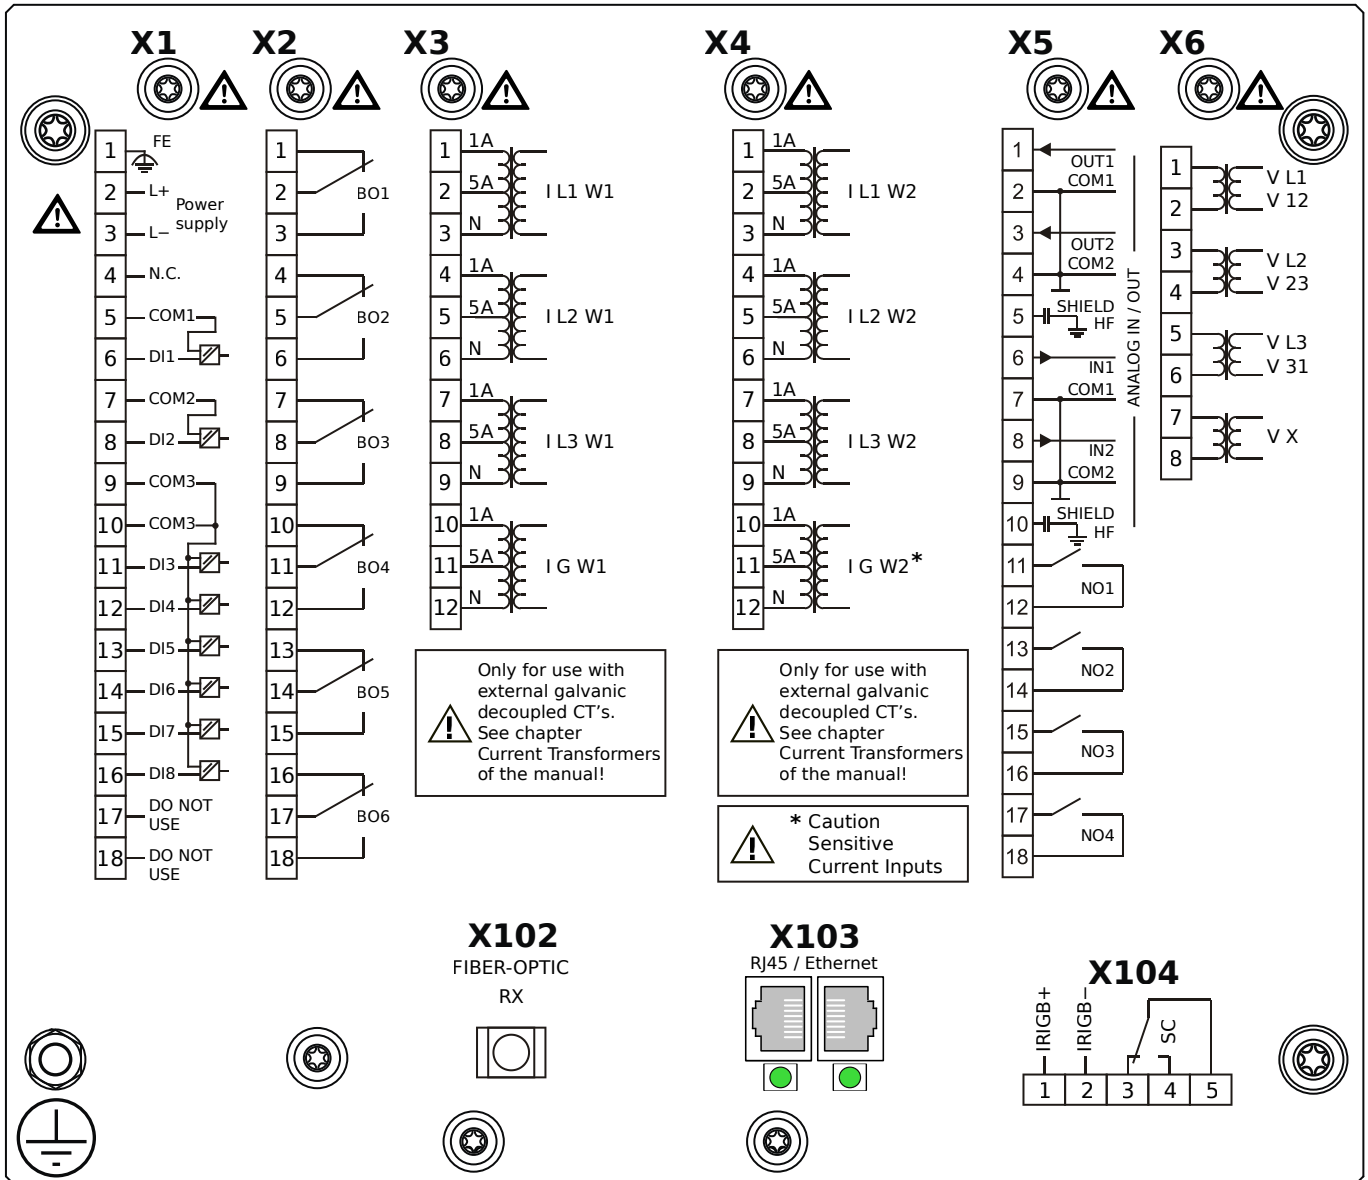 X1
X2
X3
X4
X5
X6
1 FE
2 L+
Power
supply
3 L−
4 N.C.
5 COM1
6 DI1
7 COM2
8 DI2
9 COM3
10 COM3
11 DI3
12 DI4
13 DI5
14 DI6
15 DI7
16 DI8
17 DO NOT
USE
18 DO NOT
USE
1
2 BO1
3
4
5 BO2
6
7
8 BO3
9
10
11 BO4
12
13
14 BO5
15
16
17 BO6
18
1 1A
2 5A I L1 W1
3 N
4 1A
5 5A I L2 W1
6 N
7 1A
8 5A I L3 W1
9 N
10 1A
11 5A I G W1
12 N
Only for use with
external galvanic
decoupled CT's.
See chapter
Current Transformers
of the manual!
1 1A
2 5A I L1 W2
3 N
4 1A
5 5A I L2 W2
6 N
7 1A
8 5A I L3 W2
9 N
10 1A
11 5A I G W2*
12 N
Only for use with
external galvanic
decoupled CT's.
See chapter
Current Transformers
of the manual!
* Caution
Sensitive
Current Inputs
1
OUT1
2 COM1
3
OUT2
4 COM2
5 SHIELD
HF
6
IN1
7 COM1
8
IN2
9 COM2
10 SHIELD
HF
ANALOG IN / OUT
11
NO1
12
13
NO2
14
15
NO3
16
17
NO4
18
1 V L1
2 V 12
3 V L2
4 V 23
5 V L3
6 V 31
7
V X
8
X102
FIBER-OPTIC
RX
X103
RJ45 / Ethernet
X104
IRIGB+
IRIGB−
SC
1 2 3 4 5